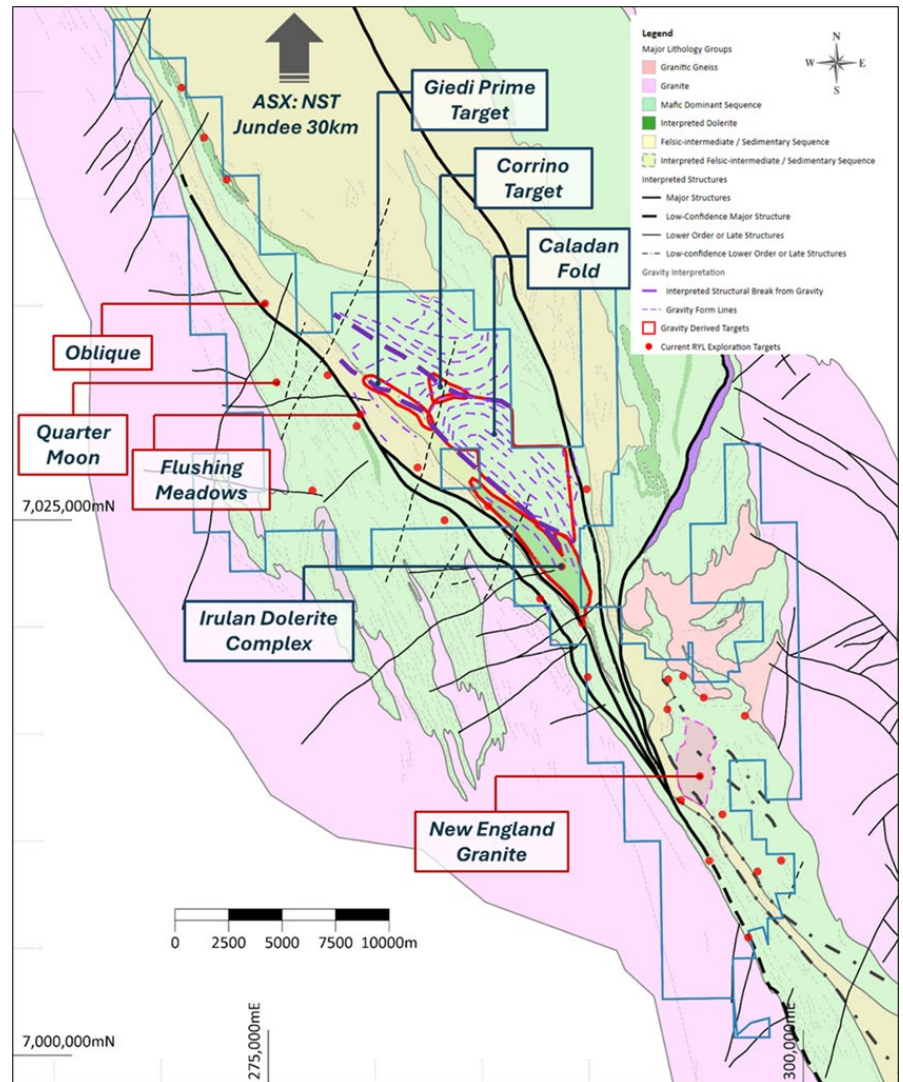 ASX: NST
Jundee 30km
Giedi Prime
Target
Corrino
Target
Caladan
Fold
Oblique
Quarter
Moon
Flushing
Meadows
Irulan Dolerite
Complex
New England
Granite
Legend
Major Lithology Groups
Granitic Gneiss
Granite
Mafic Dominant Sequence
Interpreted Dolerite
Felsic-intermediate / Sedimentary Sequence
Interpreted Felsic-intermediate / Sedimentary Sequence
Interpreted Structures
Major Structures
Low-Confidence Major Structure
Lower Order or Late Structures
Low-confidence Lower Order or Late Structures
Gravity Interpretation
Interpreted Structural Break from Gravity
Gravity Form Lines
Gravity Derived Targets
Current RYL Exploration Targets
N
W E
S
7,025,000mN
7,000,000mN
275,000mE
300,000mE
0 2500 5000 7500 10000m